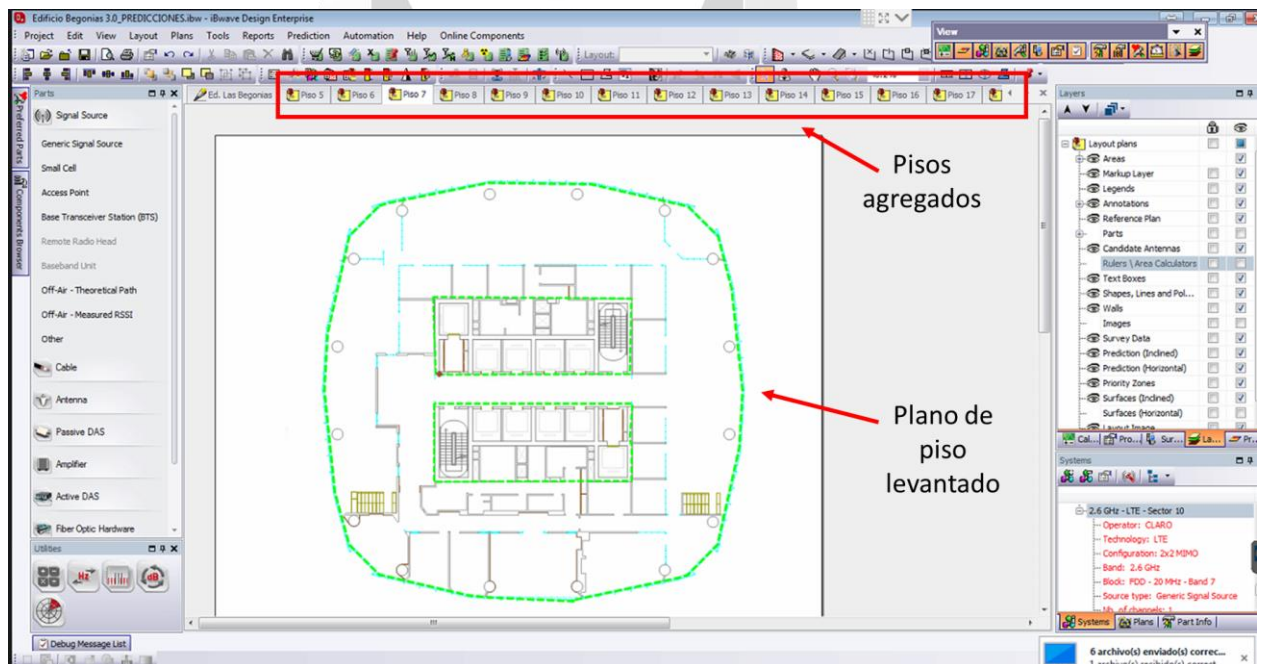 Edificio Begonias 3.0_PREDICCIONES.ibw - iBwave Design Enterprise
Project Edit View Layout Plans Tools Reports Prediction Automation Help Online Components
Layout:
View
Parts
Ed. Las Begonias Piso 5 Piso 6 Piso 7 Piso 8 Piso 9 Piso 10 Piso 11 Piso 12 Piso 13 Piso 14 Piso 15 Piso 16 Piso 17
Preferred Parts
Components Browser
Signal Source
Generic Signal Source
Small Cell
Access Point
Base Transceiver Station (BTS)
Remote Radio Head
Baseband Unit
Off-Air - Theoretical Path
Off-Air - Measured RSSI
Other
Cable
Antenna
Passive DAS
Amplifier
Active DAS
Fiber Optic Hardware
Utilities
Hz
dB
Debug Message List
Pisos
agregados
Plano de
piso
levantado
Layers
Layout plans
Areas
Markup Layer
Legends
Annotations
Reference Plan
Parts
Candidate Antennas
Rulers \ Area Calculators
Text Boxes
Shapes, Lines and Pol...
Walls
Images
Survey Data
Prediction (Inclined)
Prediction (Horizontal)
Priority Zones
Surfaces (Inclined)
Surfaces (Horizontal)
Layout Image
Cal... Pro... Sur... La... Pr...
Systems
2.6 GHz - LTE - Sector 10
Operator: CLARO
Technology: LTE
Configuration: 2x2 MIMO
Band: 2.6 GHz
Block: FDD - 20 MHz - Band 7
Source type: Generic Signal Source
Nb. of channels: 1
Systems Plans Part Info
6 archivo(s) enviado(s) correc...